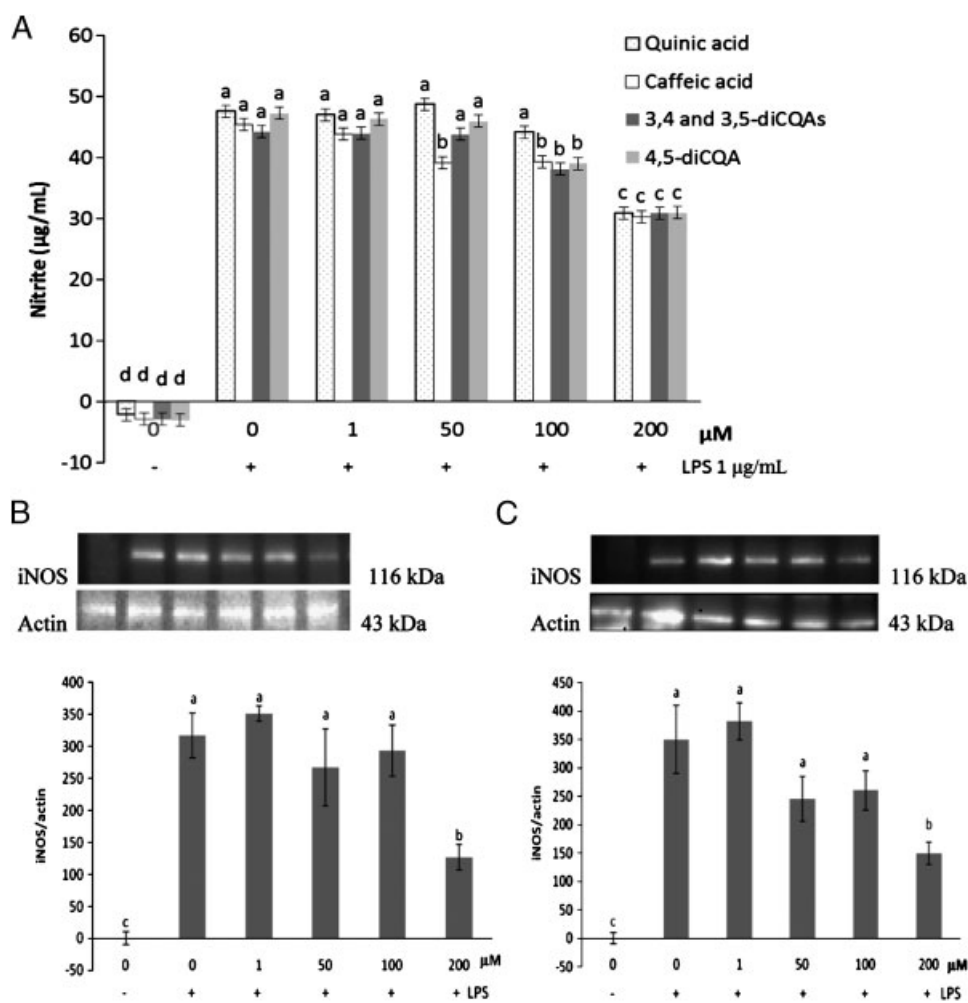 A
60
50
40
30
20
10
0
-10
Nitrite (µg/mL)
Quinic acid
Caffeic acid
3,4 and 3,5-diCQAs
4,5-diCQA
d d d d
a a a a
a a a a
a b a a
a b b b
c c c c
0 0 1 50 100 200 µM
- + + + + + LPS 1 µg/mL
B
iNOS 116 kDa
Actin 43 kDa
400
350
300
250
200
150
100
50
0
-50
iNOS/actin
c a a a a b
0 0 1 50 100 200 µM
- + + + + + LPS
C
iNOS 116 kDa
Actin 43 kDa
450
400
350
300
250
200
150
100
50
0
-50
iNOS/actin
c a a a a b
0 0 1 50 100 200 µM
- + + + + + LPS